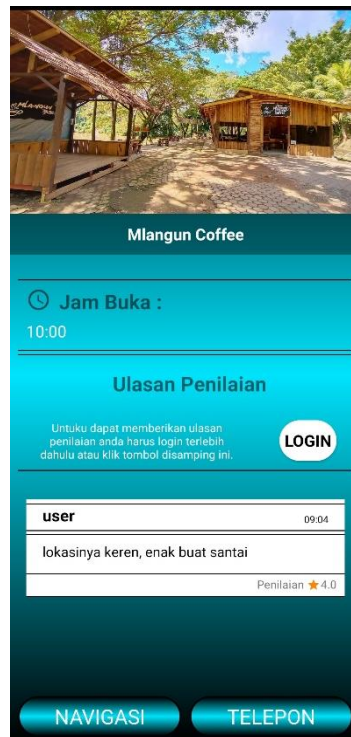 Mlangun Coffee
Jam Buka :
10:00
Ulasan Penilaian
Untuku dapat memberikan ulasan
penilaian anda harus login terlebih
dahulu atau klik tombol disamping ini.
LOGIN
user
09:04
lokasinya keren, enak buat santai
Penilaian ★ 4.0
NAVIGASI
TELEPON